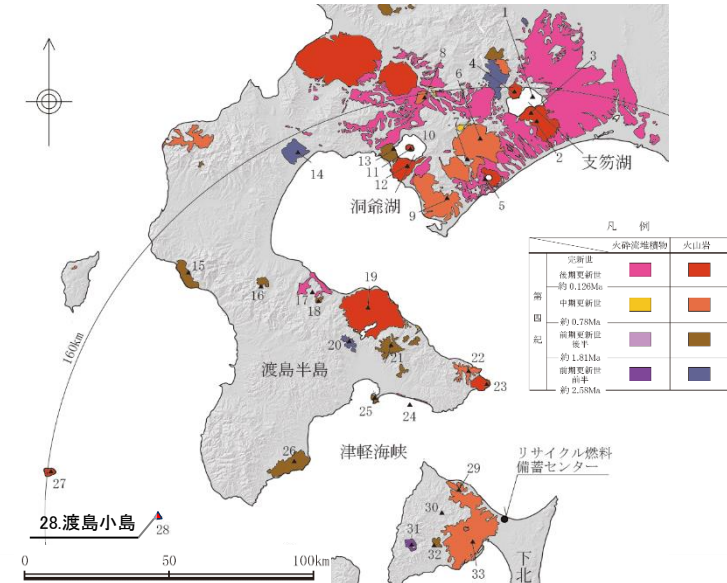 1
3
4
8
6
2
支笏湖
10
13
11
12
14
洞爺湖
9
5
凡 例
火砕流堆積物
火山岩
第四紀
完新世
後期更新世
約 0.126Ma
中期更新世
約 0.78Ma
前期更新世
後半
約 1.81Ma
前期更新世
前半
約 2.58Ma
15
16
17
18
19
20
21
22
23
24
25
26
160km
渡島半島
津軽海峡
リサイクル燃料
備蓄センター
27
28.渡島小島
28
29
30
31
32
33
下北
0
50
100km